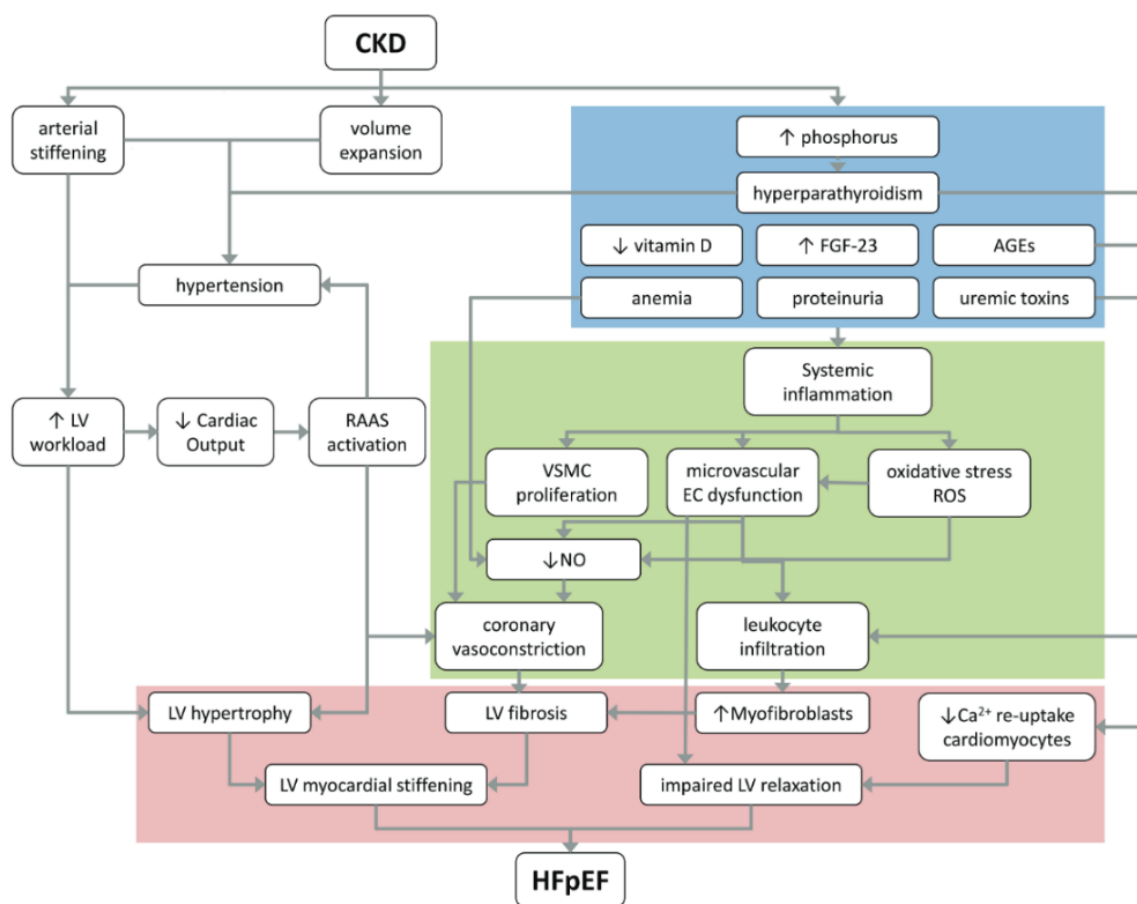 CKD
arterial
stiffening
volume
expansion
↑ phosphorus
hyperparathyroidism
↓ vitamin D
↑ FGF-23
AGEs
hypertension
anemia
proteinuria
uremic toxins
Systemic
inflammation
↑ LV
workload
↓ Cardiac
Output
RAAS
activation
VSMC
proliferation
microvascular
EC dysfunction
oxidative stress
ROS
↓NO
coronary
vasoconstriction
leukocyte
infiltration
LV hypertrophy
LV fibrosis
↑Myofibroblasts
↓Ca²⁺ re-uptake
cardiomyocytes
LV myocardial stiffening
impaired LV relaxation
HFpEF